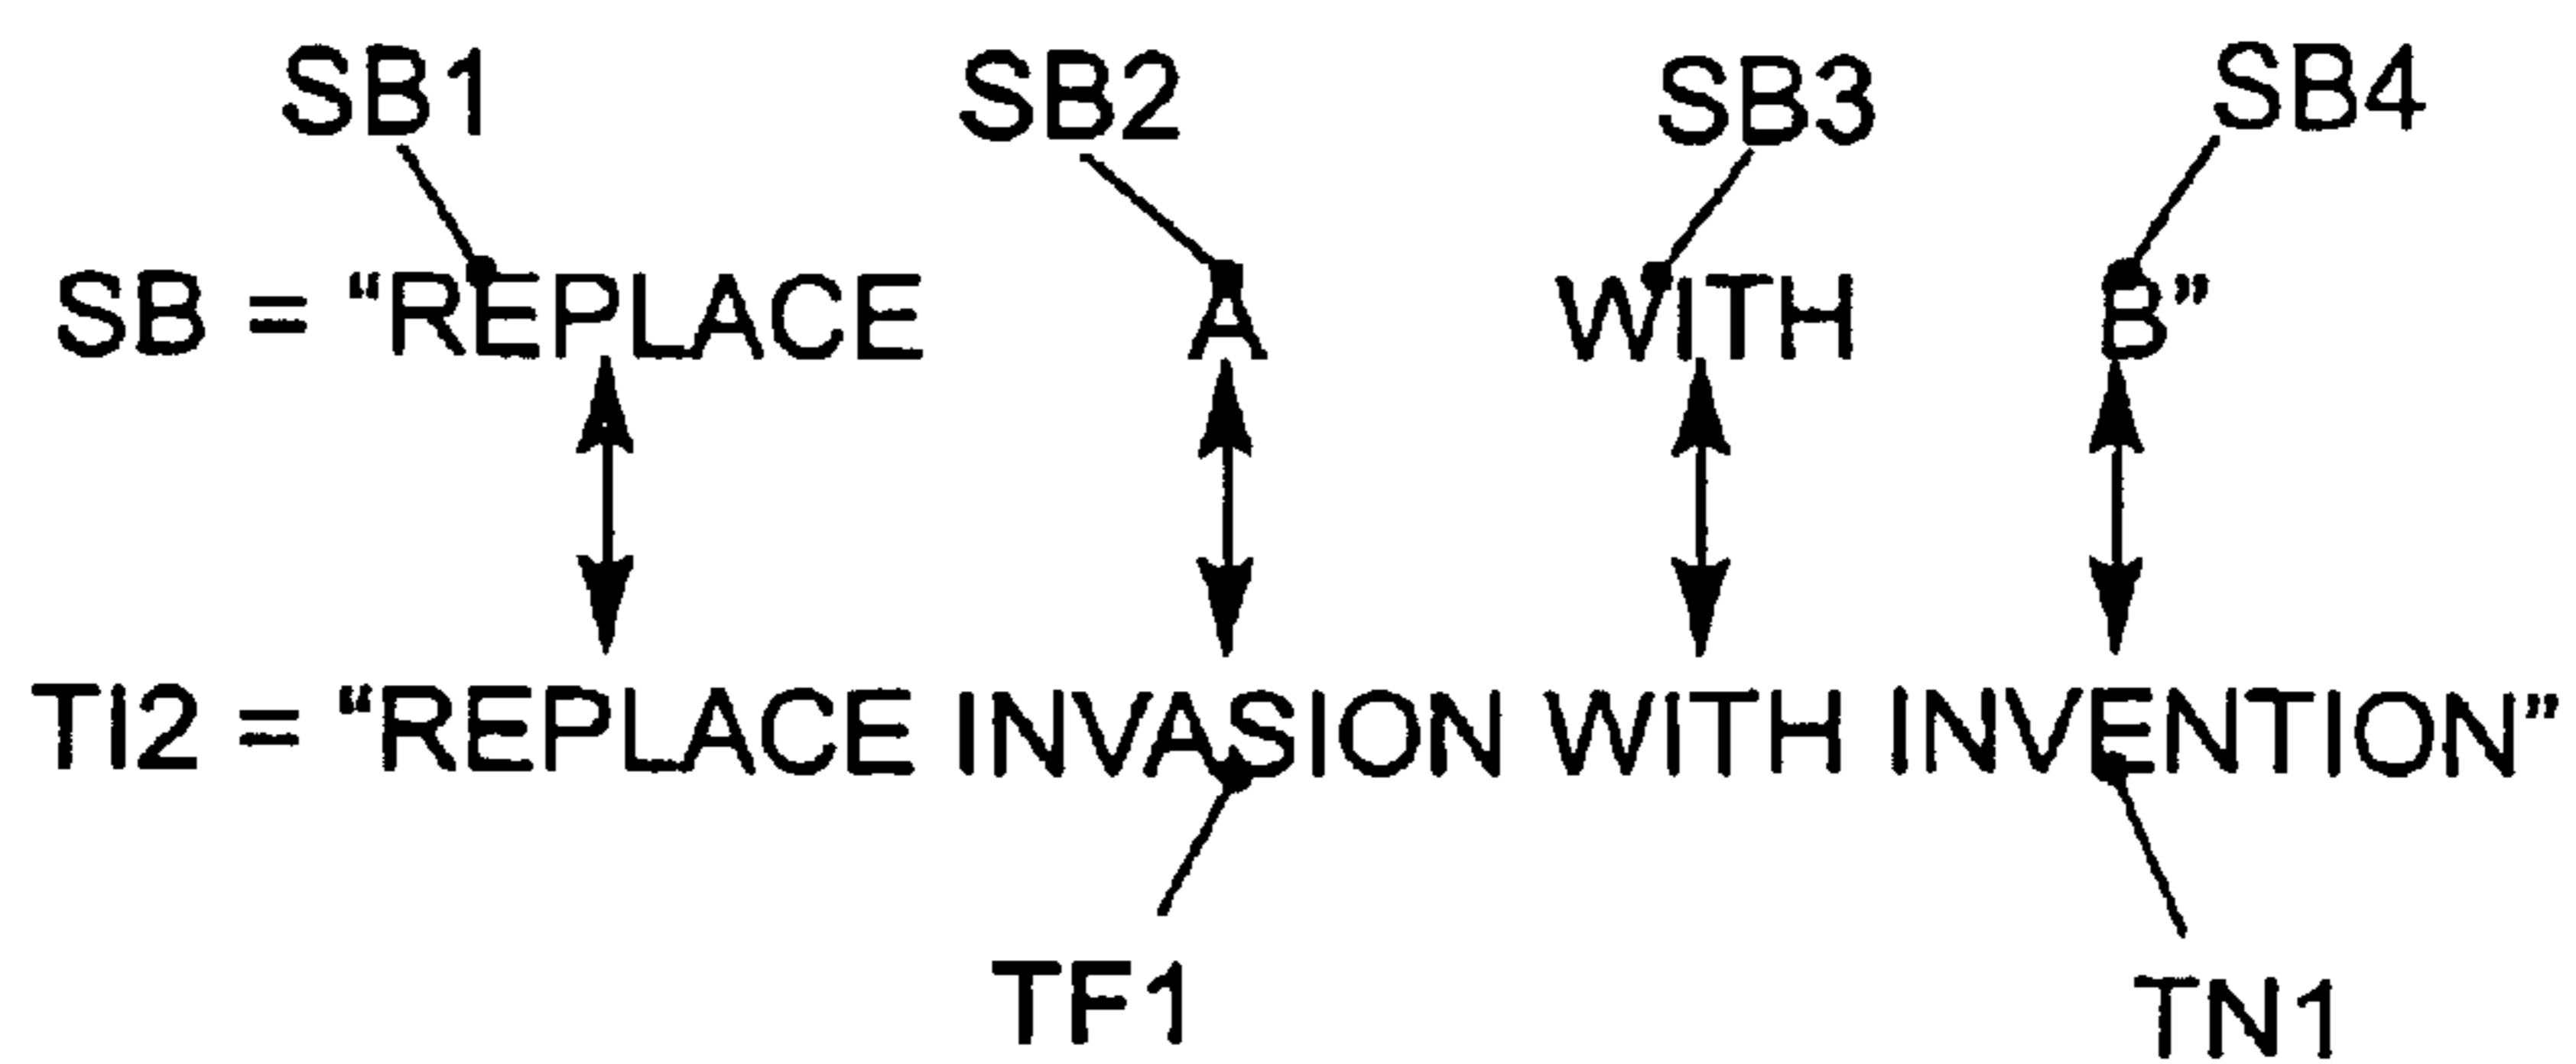 SB1 SB2 SB3 SB4
SB = “REPLACE A WITH B”
TI2 = “REPLACE INVASION WITH INVENTION”
TF1 TN1